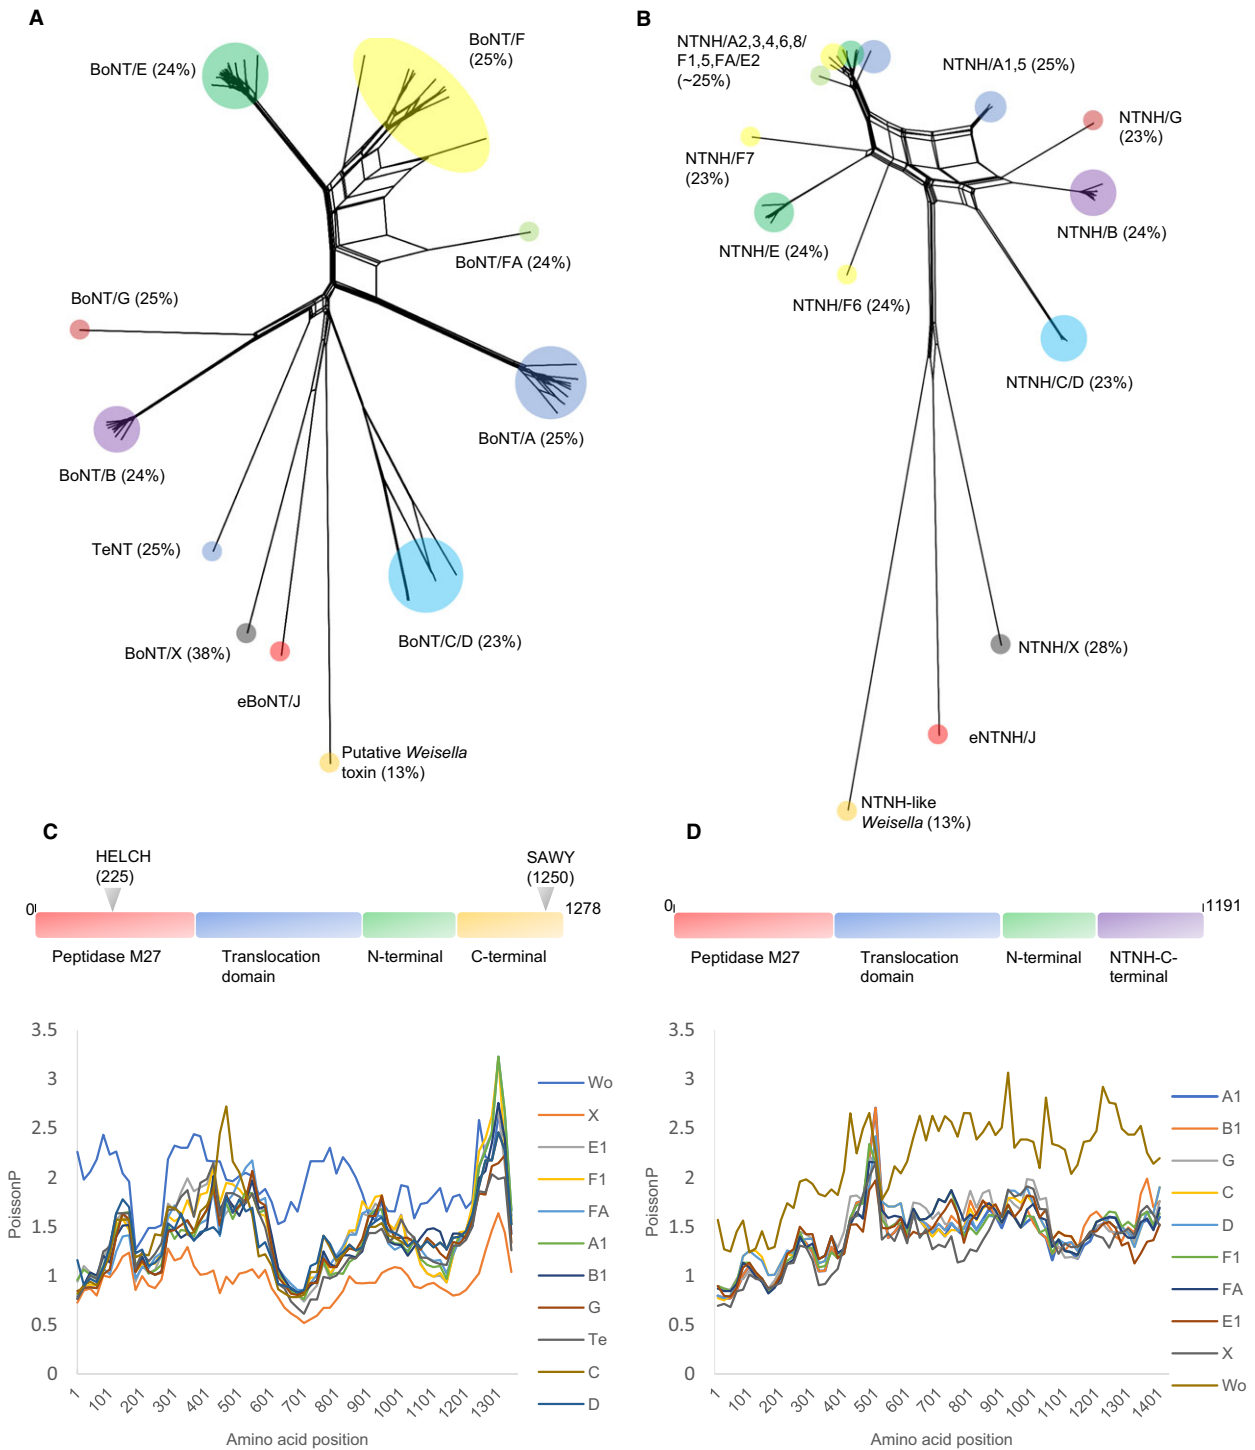 A
BoNT/E (24%)
BoNT/F
(25%)
BoNT/FA (24%)
BoNT/G (25%)
BoNT/A (25%)
BoNT/B (24%)
TeNT (25%)
BoNT/X (38%)
BoNT/C/D (23%)
eBoNT/J
Putative Weisella
toxin (13%)
B
NTNH/A2,3,4,6,8/
F1,5,FA/E2
(~25%)
NTNH/A1,5 (25%)
NTNH/G
(23%)
NTNH/F7
(23%)
NTNH/B (24%)
NTNH/E (24%)
NTNH/F6 (24%)
NTNH/C/D (23%)
NTNH/X (28%)
eNTNH/J
NTNH-like
Weisella (13%)
C
HELCH
(225)
SAWY
(1250)
0
1278
Peptidase M27
Translocation
domain
N-terminal
C-terminal
3.5
3
2.5
2
1.5
1
0.5
0
PoissonP
1
101
201
301
401
501
601
701
801
901
1001
1101
1201
1301
Amino acid position
Wo
X
E1
F1
FA
A1
B1
G
Te
C
D
D
0
1191
Peptidase M27
Translocation
domain
N-terminal
NTNH-C-
terminal
3.5
3
2.5
2
1.5
1
0.5
0
PoissonP
1
101
201
301
401
501
601
701
801
901
1001
1101
1201
1301
1401
Amino acid position
A1
B1
G
C
D
F1
FA
E1
X
Wo